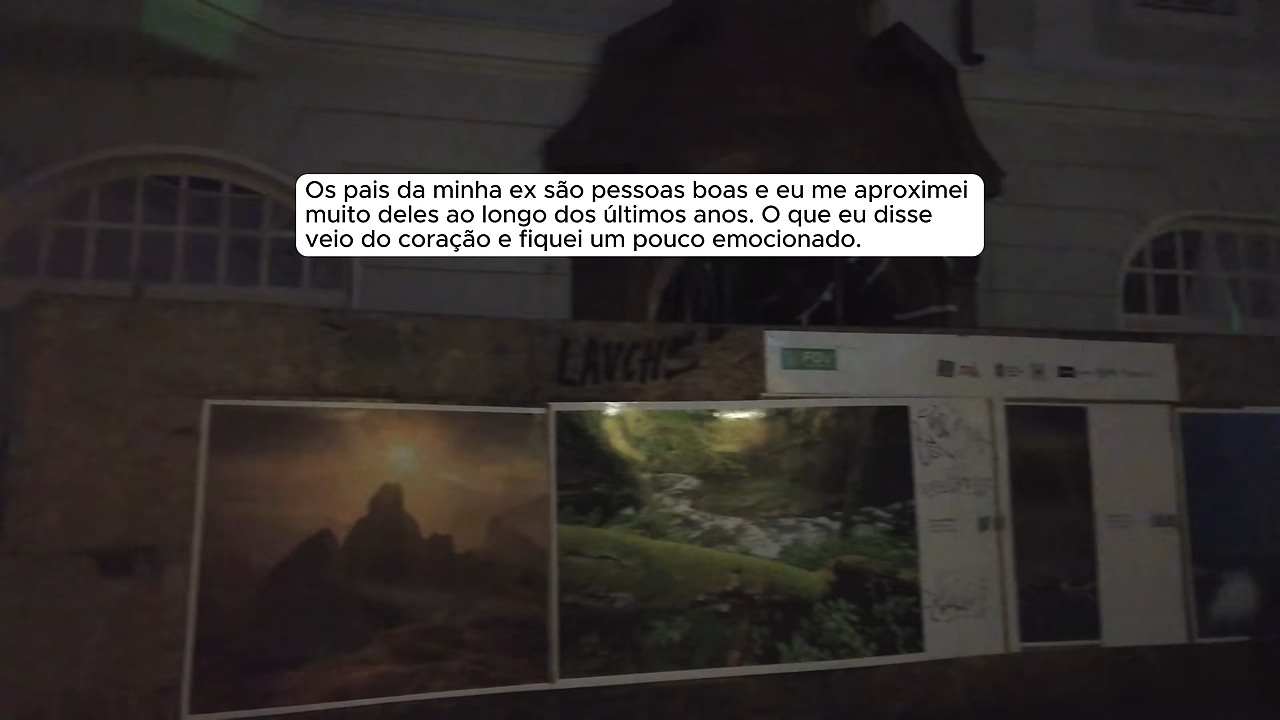 Os pais da minha ex são pessoas boas e eu me aproximei
muito deles ao longo dos últimos anos. O que eu disse
veio do coração e fiquei um pouco emocionado.
LAUGHS